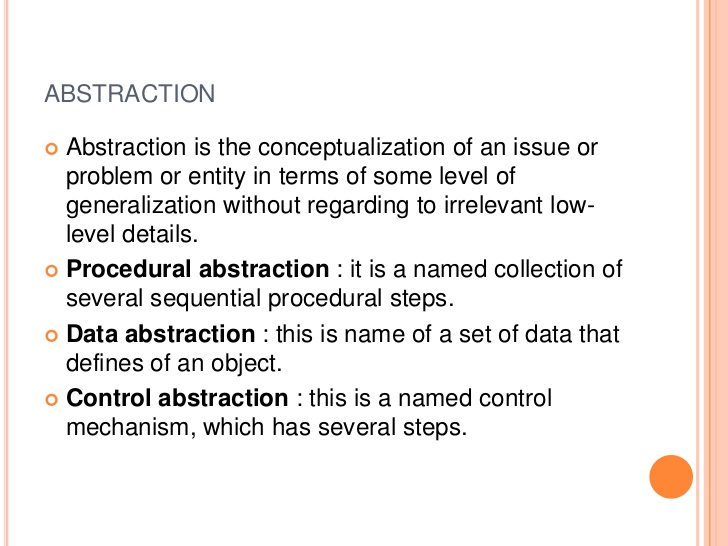 ABSTRACTION
Abstraction is the conceptualization of an issue or
problem or entity in terms of some level of
generalization without regarding to irrelevant low-
level details.
Procedural abstraction : it is a named collection of
several sequential procedural steps.
Data abstraction : this is name of a set of data that
defines of an object.
Control abstraction : this is a named control
mechanism, which has several steps.